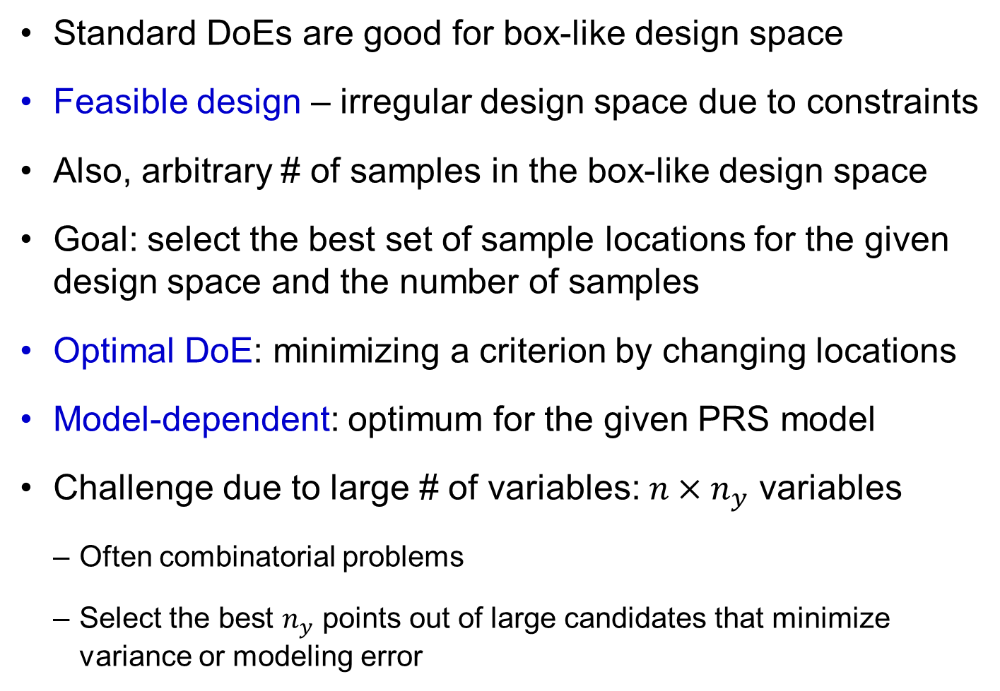 • Standard DoEs are good for box-like design space
• Feasible design – irregular design space due to constraints
• Also, arbitrary # of samples in the box-like design space
• Goal: select the best set of sample locations for the given
design space and the number of samples
• Optimal DoE: minimizing a criterion by changing locations
• Model-dependent: optimum for the given PRS model
• Challenge due to large # of variables: n × n_y variables
– Often combinatorial problems
– Select the best n_y points out of large candidates that minimize
variance or modeling error